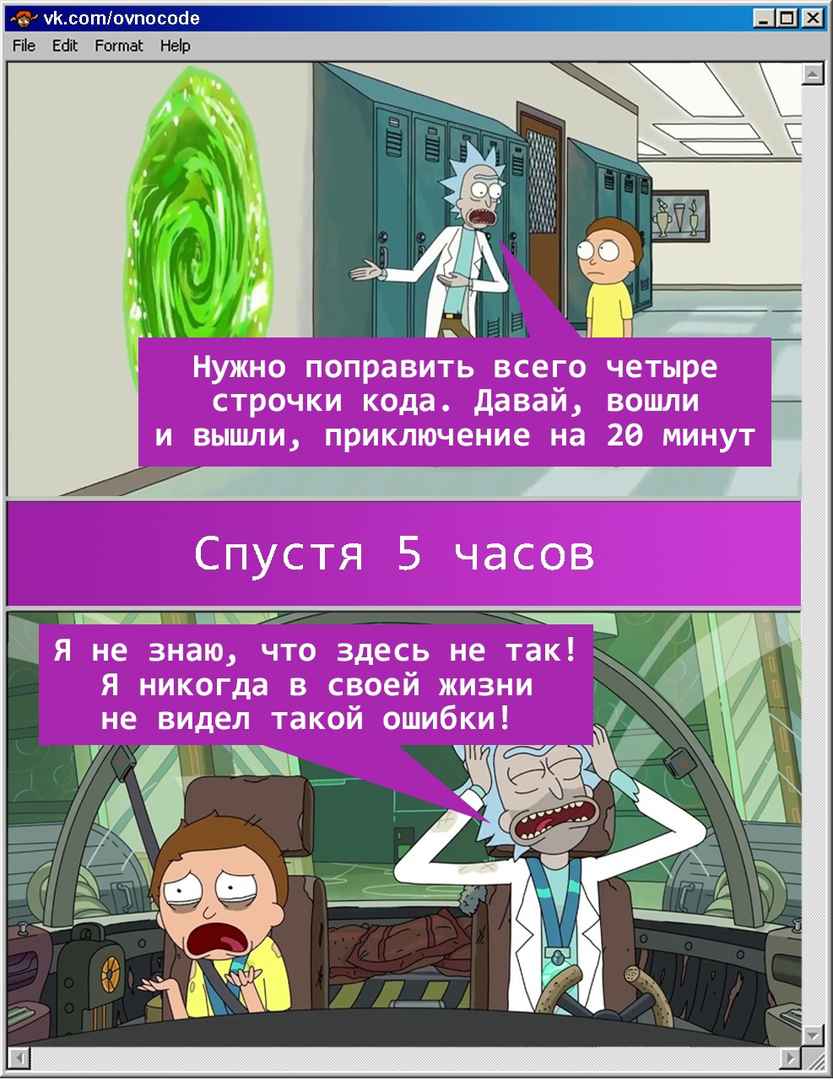 vk.com/ovnocode
File Edit Format Help
Нужно поправить всего четыре
строчки кода. Давай, вошли
и вышли, приключение на 20 минут
Спустя 5 часов
Я не знаю, что здесь не так!
Я никогда в своей жизни
не видел такой ошибки!